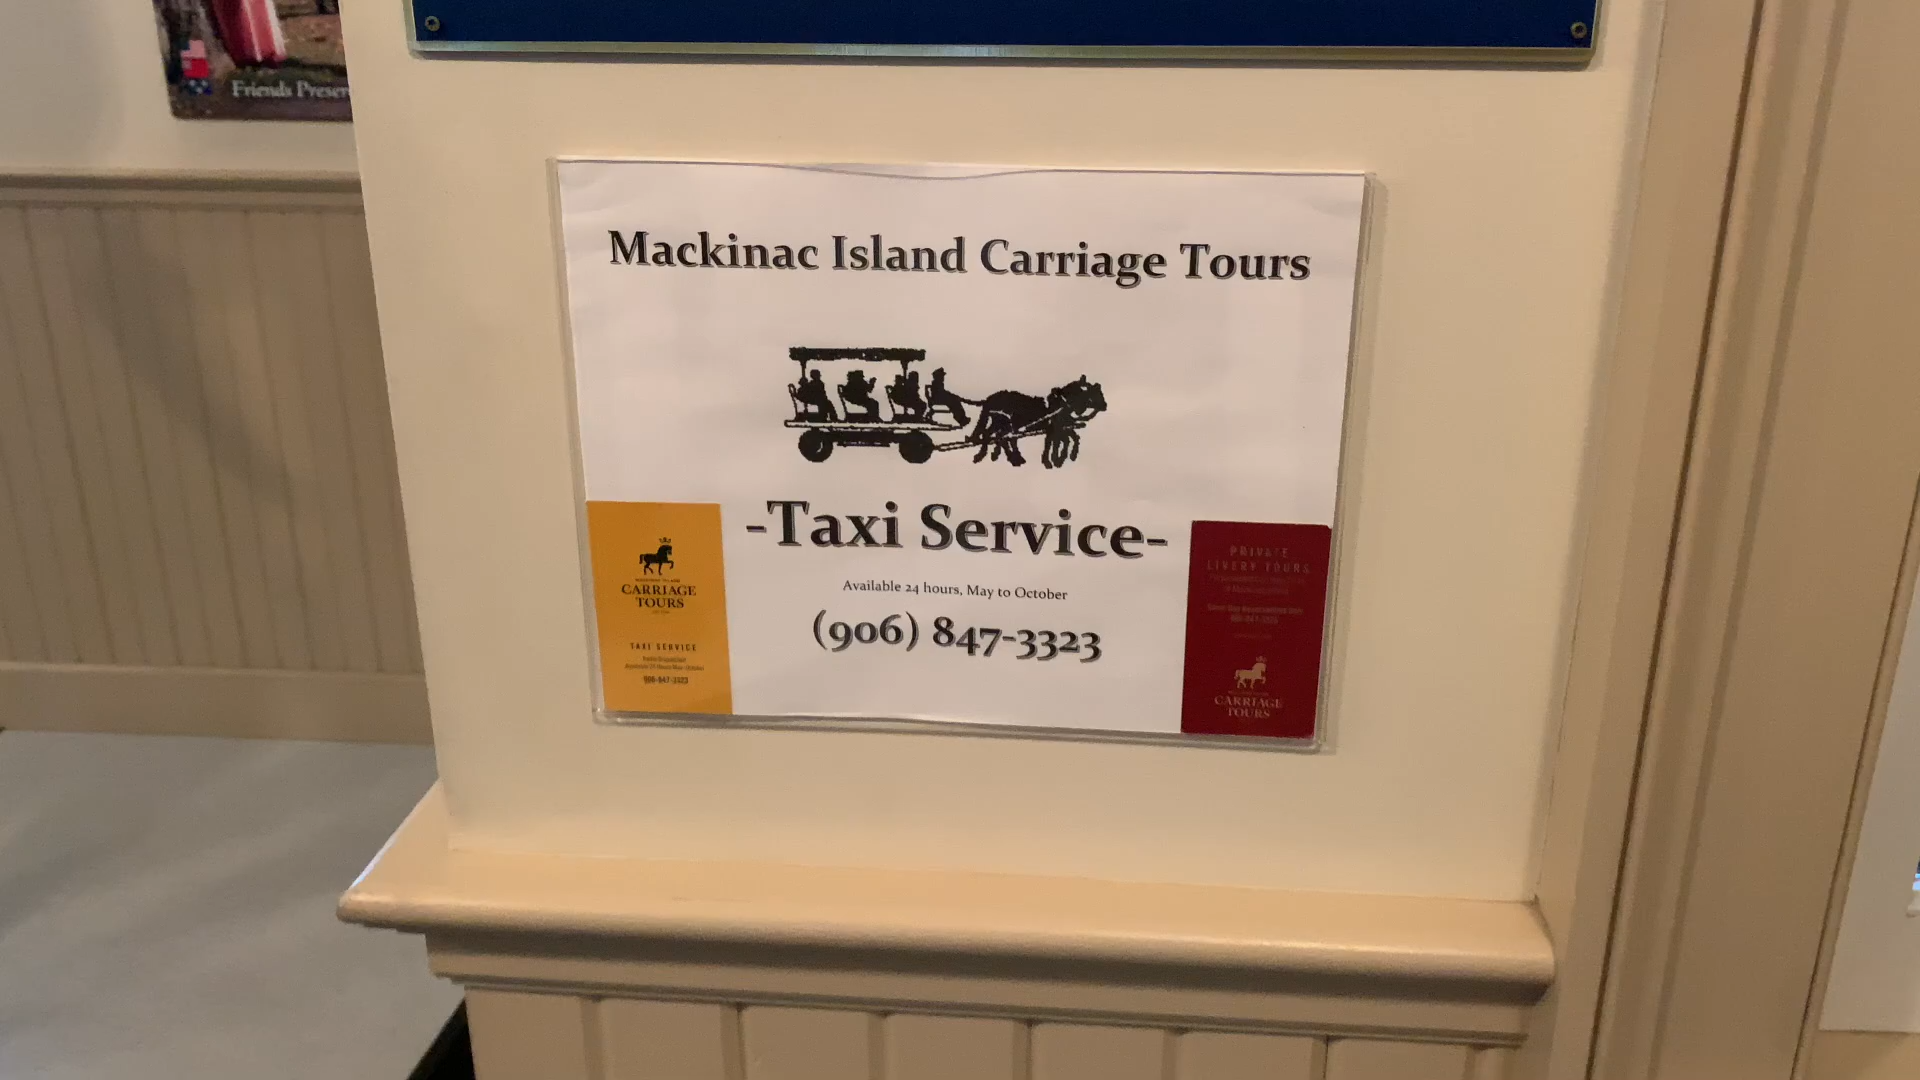 Friends Preser
Mackinac Island Carriage Tours
-Taxi Service-
Available 24 hours, May to October
(906) 847-3323
CARRIAGE
TOURS
TAXI SERVICE
906-847-3323
PRIVATE
LIVERY TOURS
CARRIAGE
TOURS